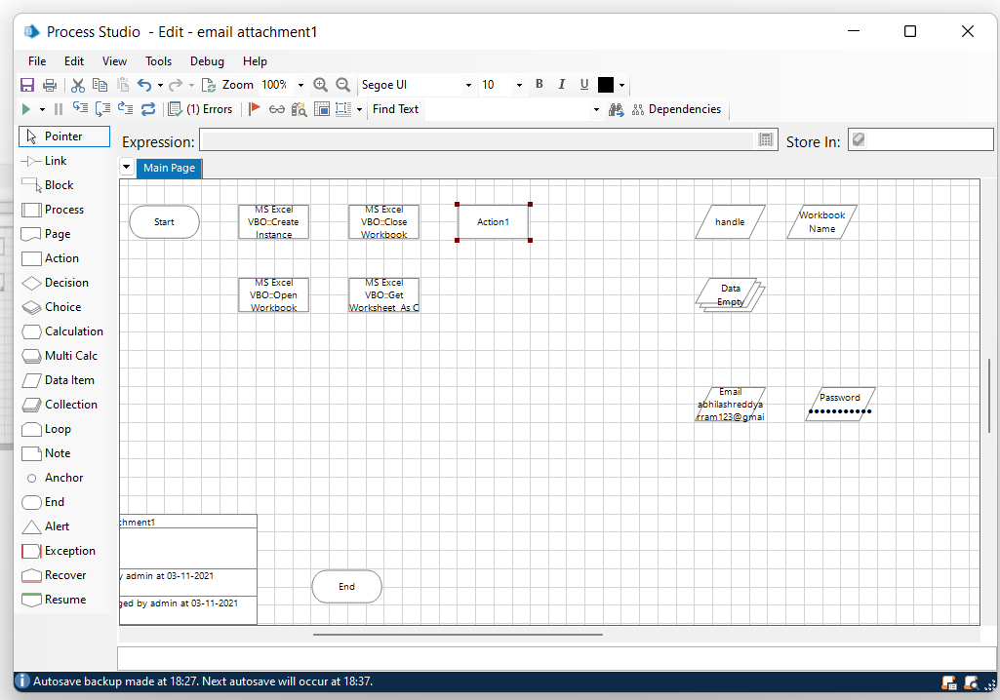 Process Studio - Edit - email attachment1
File Edit View Tools Debug Help
Zoom 100% Segoe UI 10 B I U
(1) Errors Find Text Dependencies
Pointer
Link
Block
Process
Page
Action
Decision
Choice
Calculation
Multi Calc
Data Item
Collection
Loop
Note
Anchor
End
Alert
Exception
Recover
Resume
Expression: Store In:
Main Page
Start
MS Excel
VBO::Create
Instance
MS Excel
VBO::Close
Workbook
Action1
handle
Workbook
Name
MS Excel
VBO::Open
Workbook
MS Excel
VBO::Get
Worksheet As C
Data
Empty
Email
abhilashreddya
rram123@gmai
Password
●●●●●●●●●●●
chment1
y admin at 03-11-2021
ged by admin at 03-11-2021
End
Autosave backup made at 18:27. Next autosave will occur at 18:37.